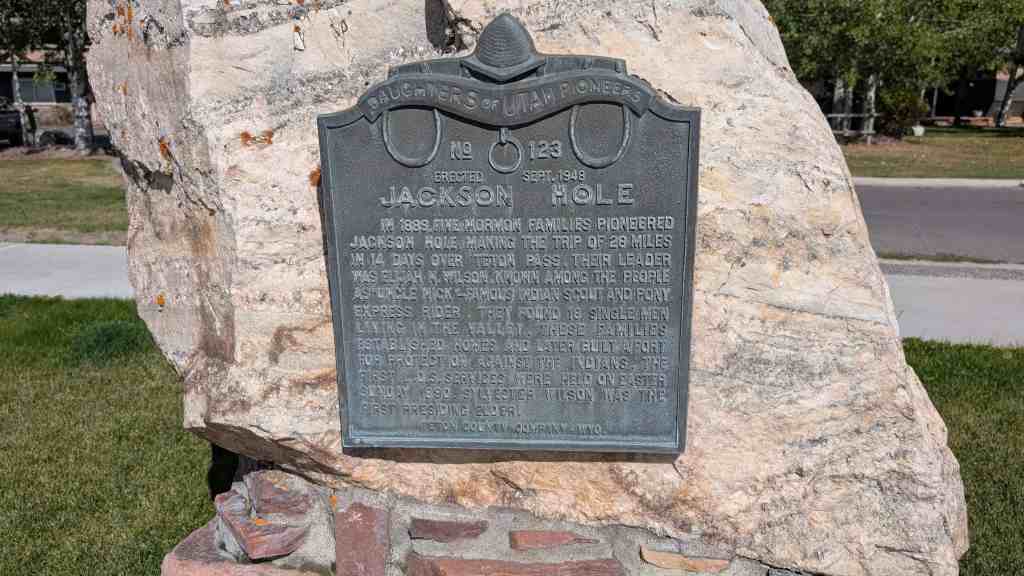 DAUGHTERS OF UTAH PIONEERS
No 123
ERECTED SEPT. 1948
JACKSON HOLE
IN 1889 FIVE MORMON FAMILIES PIONEERED
JACKSON HOLE, MAKING THE TRIP OF 28 MILES
IN 14 DAYS OVER TETON PASS. THEIR LEADER
WAS ELIJAH N. WILSON, KNOWN AMONG THE PEOPLE
AS "UNCLE NICK"-FAMOUS INDIAN SCOUT AND PONY
EXPRESS RIDER. THEY FOUND 18 SINGLE MEN
LIVING IN THE VALLEY. THESE FAMILIES
ESTABLISHED HOMES AND LATER BUILT A FORT
FOR PROTECTION AGAINST THE INDIANS. THE
FIRST L.D.S. SERVICES WERE HELD ON EASTER
SUNDAY 1890. SYLVESTER WILSON WAS THE
FIRST PRESIDING ELDER.
TETON COUNTY COMPANY WYO.